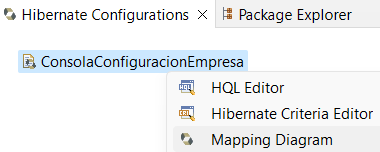 Hibernate Configurations
Package Explorer
ConsolaConfiguracionEmpresa
HQL Editor
Hibernate Criteria Editor
Mapping Diagram